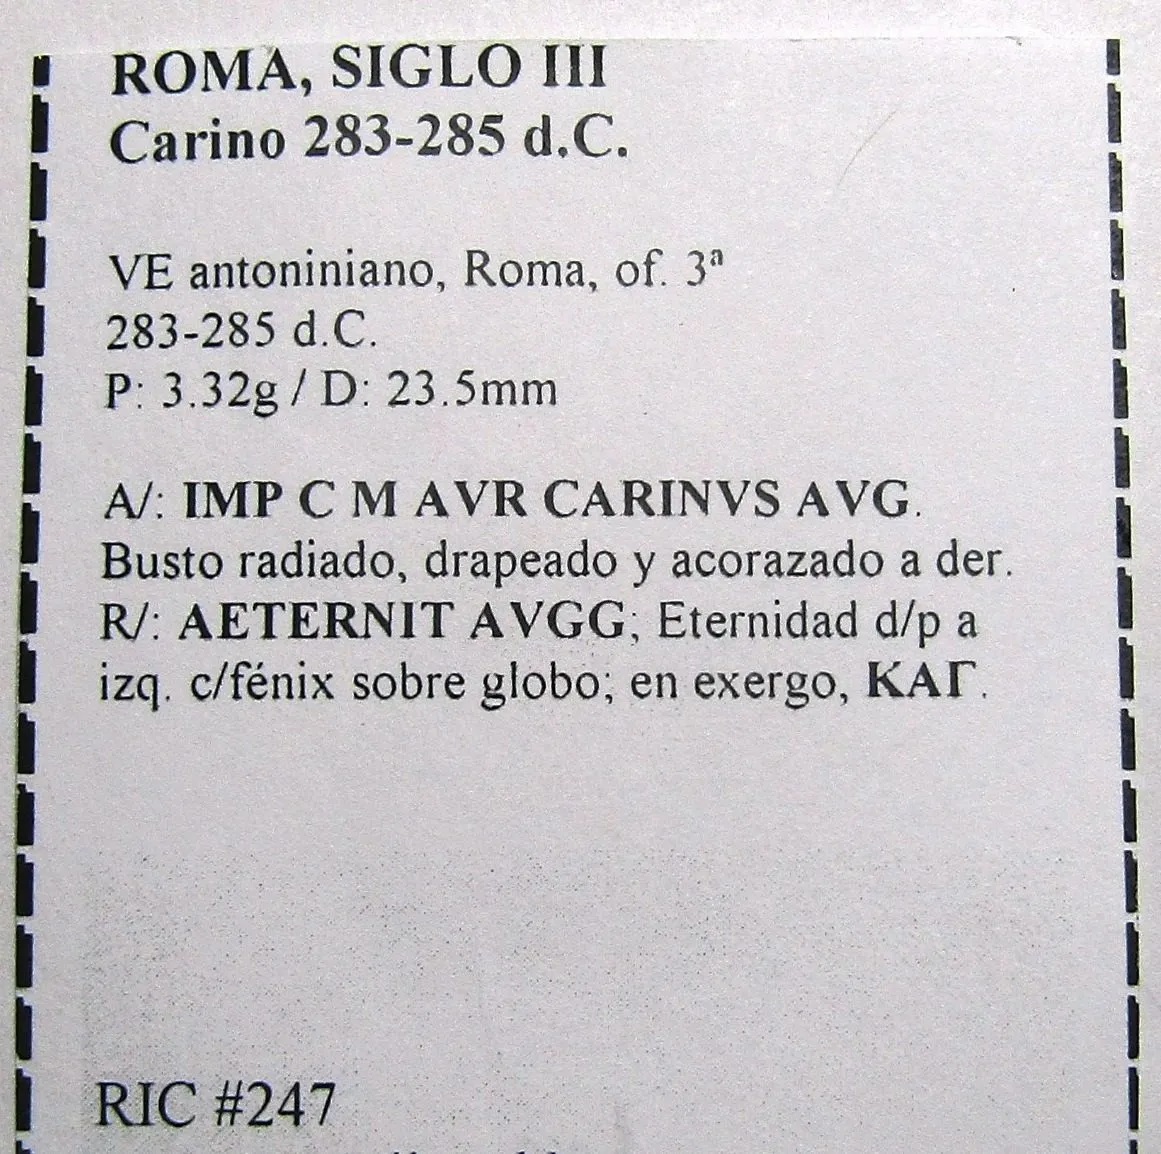 ROMA, SIGLO III
Carino 283-285 d.C.
VE antoniniano, Roma, of. 3ª
283-285 d.C.
P: 3.32g / D: 23.5mm
A/: IMP C M AVR CARINVS AVG.
Busto radiado, drapeado y acorazado a der.
R/: AETERNIT AVGG; Eternidad d/p a
izq. c/fénix sobre globo; en exergo, ΚΑΓ.
RIC #247